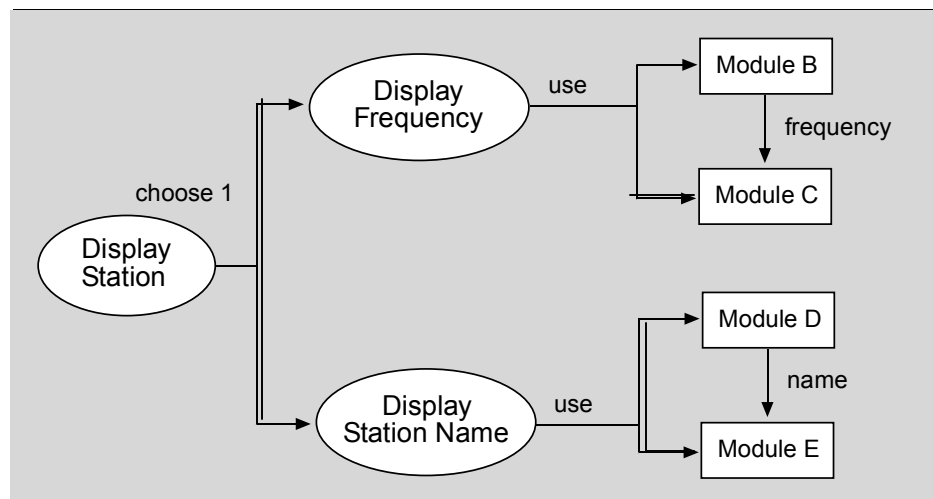 Display
Frequency
use
Module B
frequency
Module C
choose 1
Display
Station
Module D
name
Module E
Display
Station Name
use